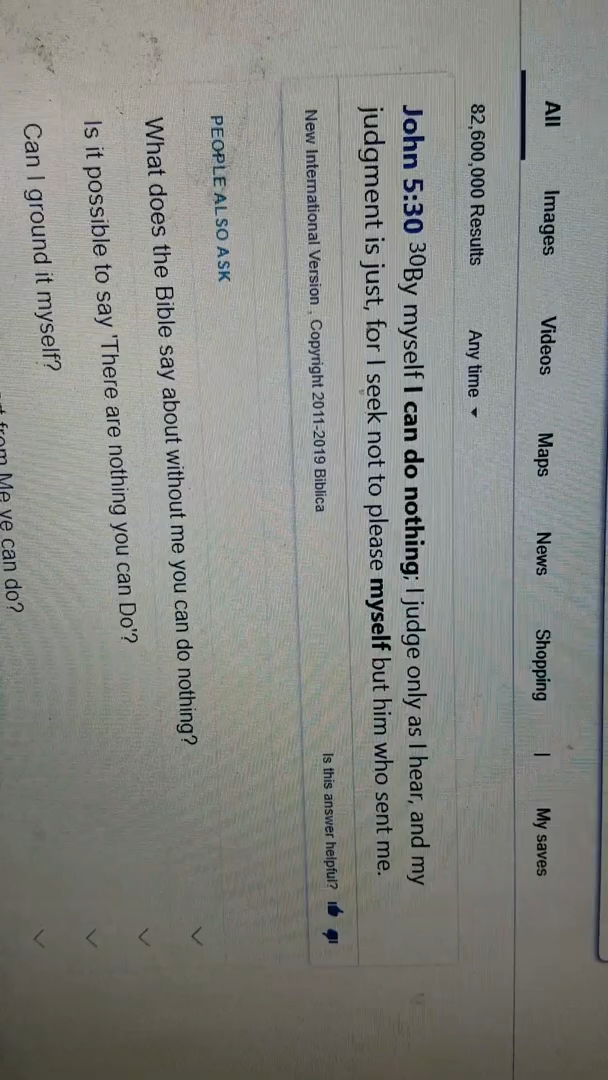 All Images Videos Maps News Shopping | My saves
82,600,000 Results Any time
John 5:30 30By myself I can do nothing; I judge only as I hear, and my
judgment is just, for I seek not to please myself but him who sent me.
New International Version , Copyright 2011-2019 Biblica
Is this answer helpful?
PEOPLE ALSO ASK
What does the Bible say about without me you can do nothing?
Is it possible to say 'There are nothing you can Do'?
Can I ground it myself?
from Me ye can do?